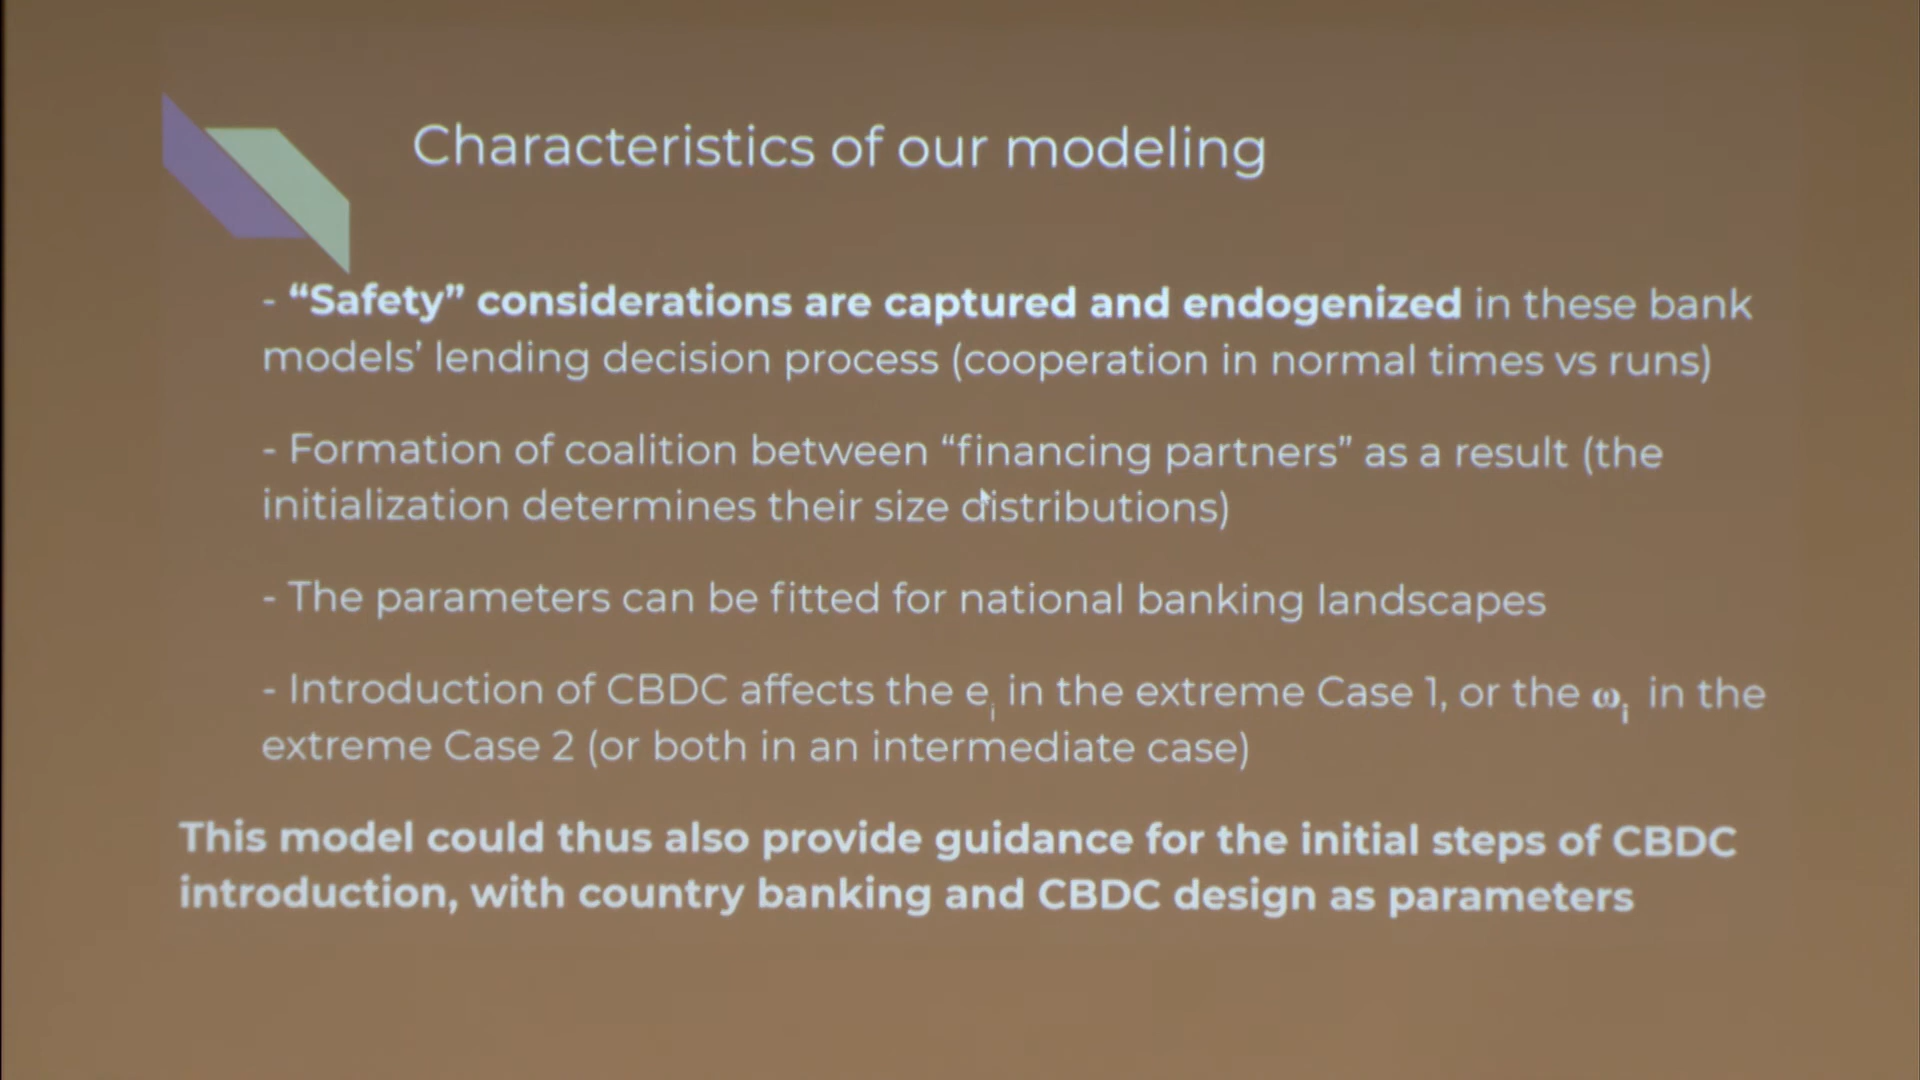 Characteristics of our modeling
- “Safety” considerations are captured and endogenized in these bank
models’ lending decision process (cooperation in normal times vs runs)
- Formation of coalition between “financing partners” as a result (the
initialization determines their size distributions)
- The parameters can be fitted for national banking landscapes
- Introduction of CBDC affects the eᵢ in the extreme Case 1, or the ωᵢ in the
extreme Case 2 (or both in an intermediate case)
This model could thus also provide guidance for the initial steps of CBDC
introduction, with country banking and CBDC design as parameters